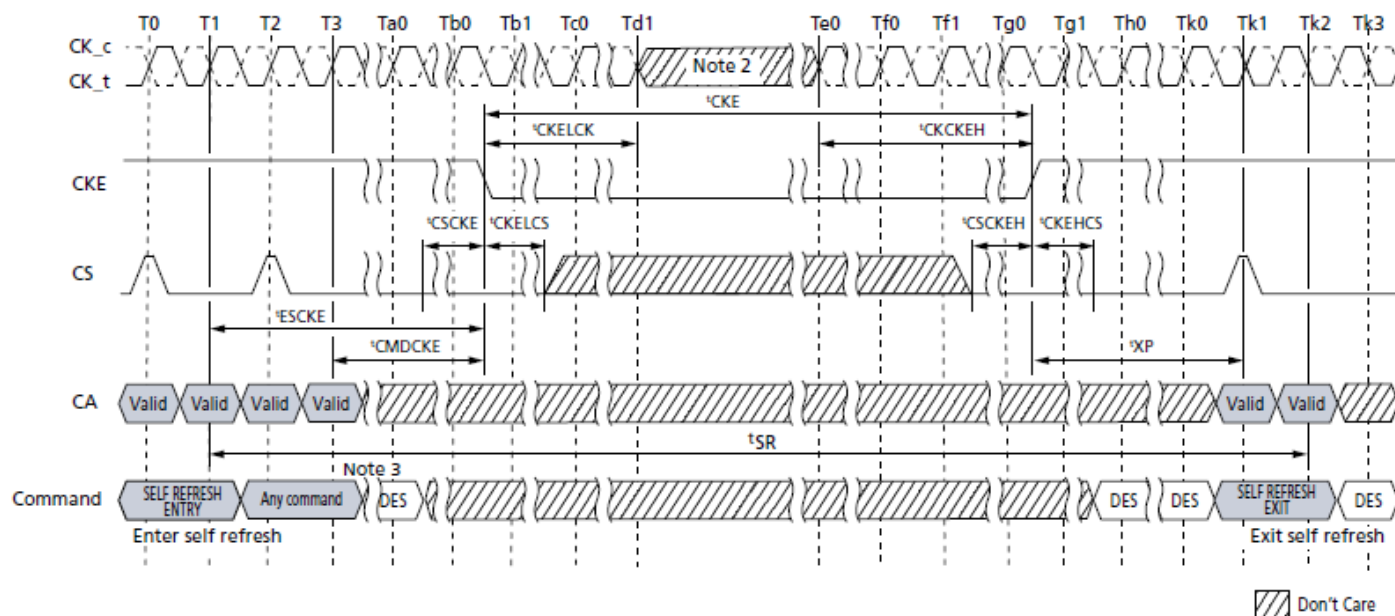 T0 T1 T2 T3 Ta0 Tb0 Tb1 Tc0 Td1 Te0 Tf0 Tf1 Tg0 Tg1 Th0 Tk0 Tk1 Tk2 Tk3
CK_c
Note 2
CK_t
tCKE
tCKELCK tCKCKEH
CKE
tCSCKE tCKELCS tCSCKEH tCKEHCS
CS
tESCKE
tCMDCKE tXP
CA Valid Valid Valid Valid Valid Valid
tSR
Note 3
Command SELF REFRESH ENTRY Any command DES DES DES SELF REFRESH EXIT DES
Enter self refresh Exit self refresh
Don't Care